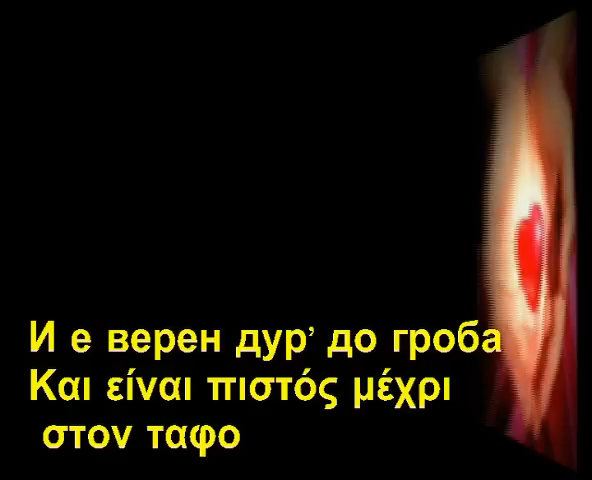 И е верен дур’ до гроба
Και είναι πιστός μέχρι
στον ταφο